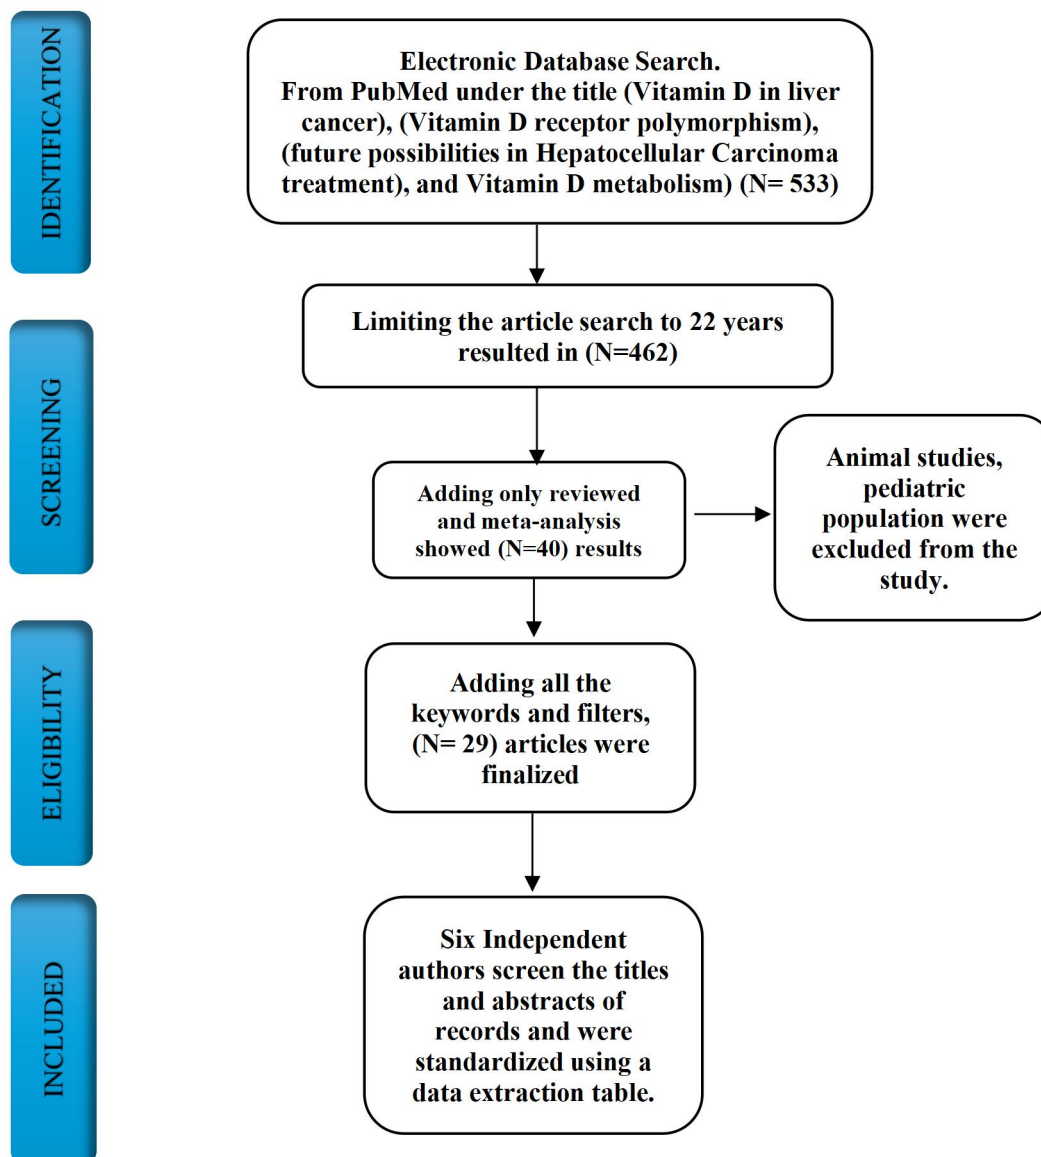 IDENTIFICATION
Electronic Database Search.
From PubMed under the title (Vitamin D in liver
cancer), (Vitamin D receptor polymorphism),
(future possibilities in Hepatocellular Carcinoma
treatment), and Vitamin D metabolism) (N= 533)
SCREENING
Limiting the article search to 22 years
resulted in (N=462)
Adding only reviewed
and meta-analysis
showed (N=40) results
Animal studies,
pediatric
population were
excluded from the
study.
ELIGIBILITY
Adding all the
keywords and filters,
(N= 29) articles were
finalized
INCLUDED
Six Independent
authors screen the titles
and abstracts of
records and were
standardized using a
data extraction table.